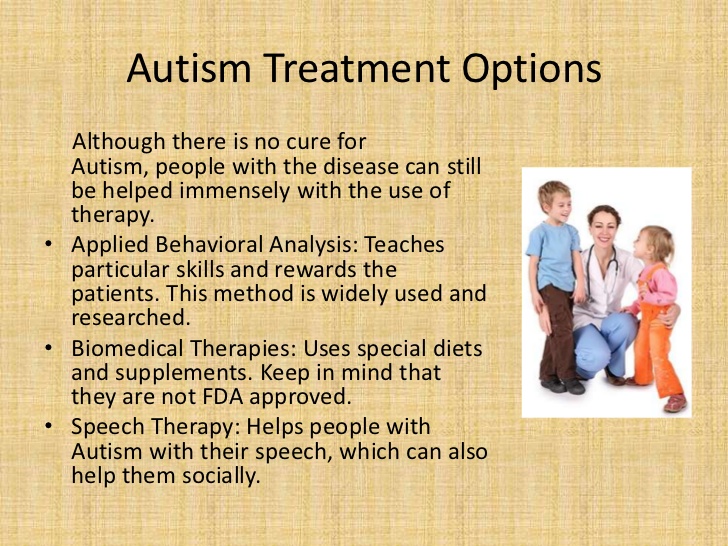 Autism Treatment Options
Although there is no cure for
Autism, people with the disease can still
be helped immensely with the use of
therapy.
• Applied Behavioral Analysis: Teaches
particular skills and rewards the
patients. This method is widely used and
researched.
• Biomedical Therapies: Uses special diets
and supplements. Keep in mind that
they are not FDA approved.
• Speech Therapy: Helps people with
Autism with their speech, which can also
help them socially.